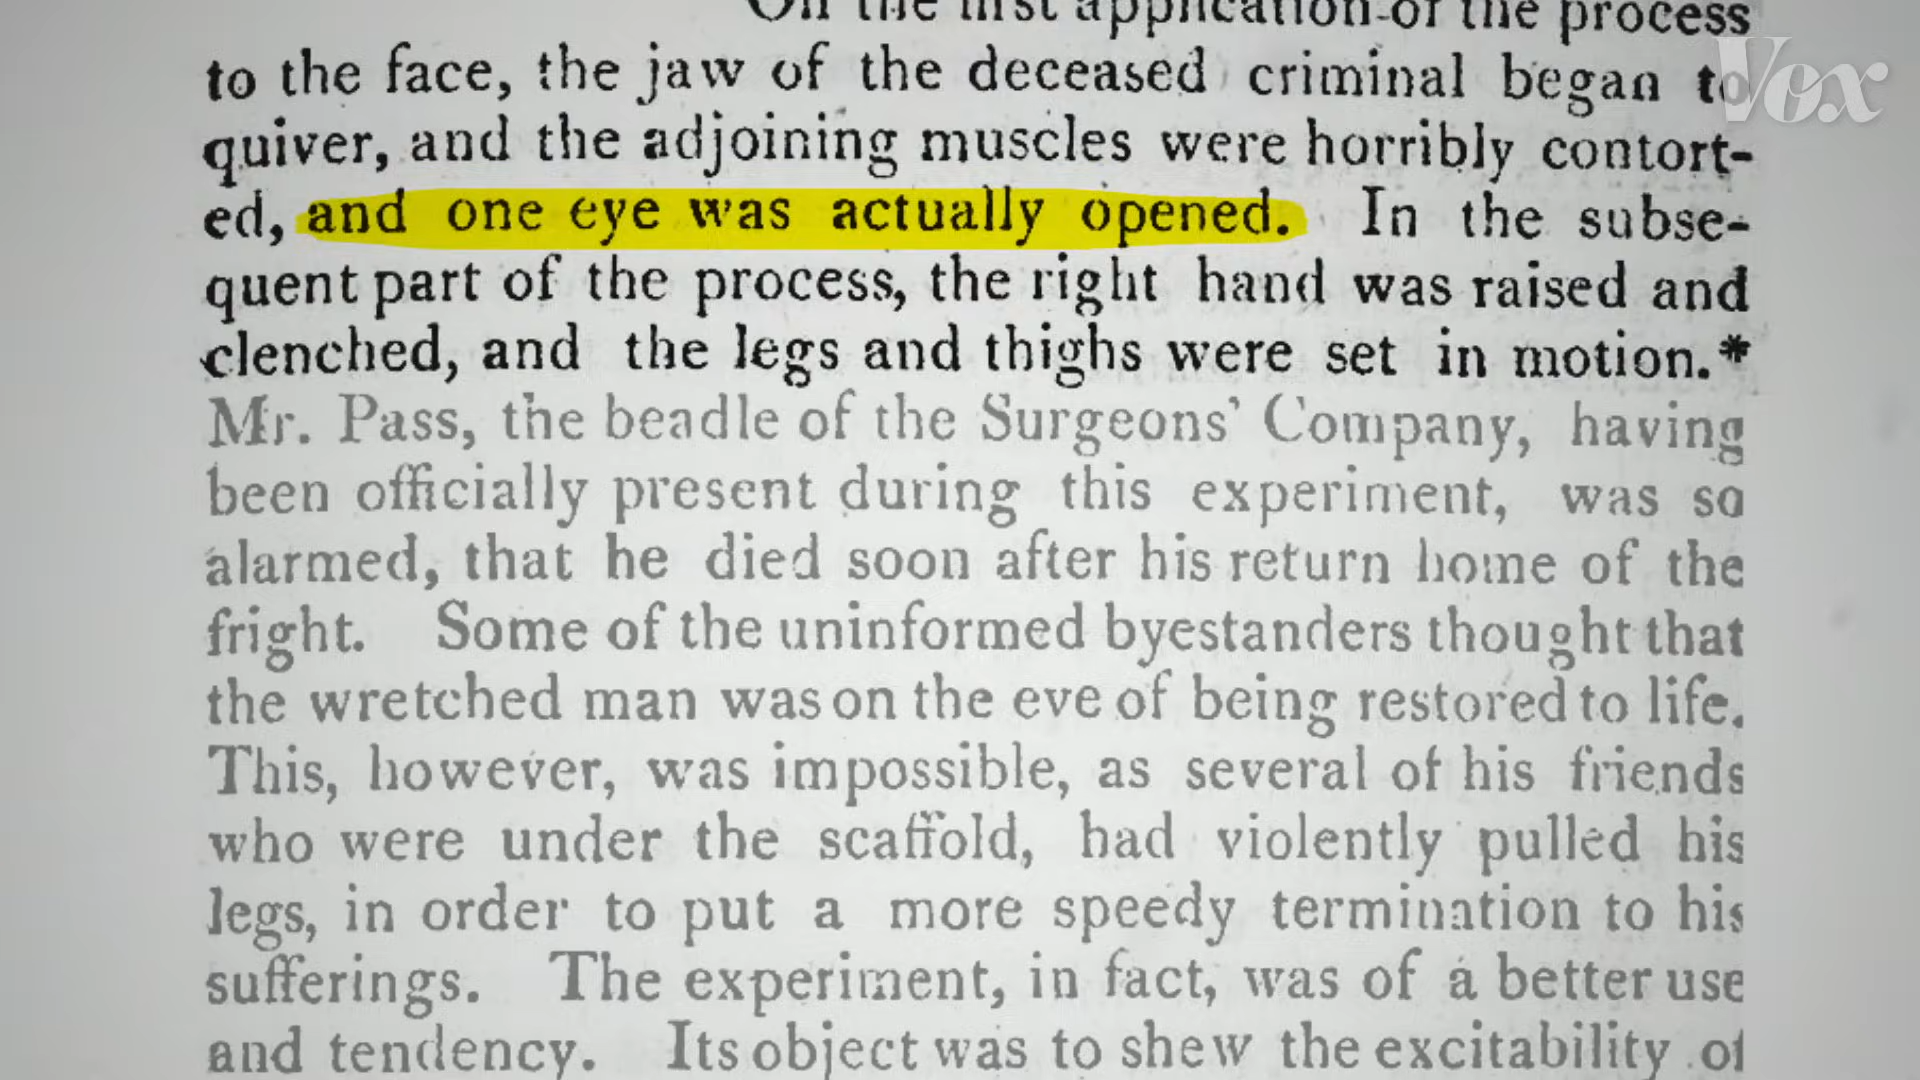 On the first application of the process
to the face, the jaw of the deceased criminal began to
quiver, and the adjoining muscles were horribly contort-
ed, and one eye was actually opened. In the subse-
quent part of the process, the right hand was raised and
clenched, and the legs and thighs were set in motion.*
Mr. Pass, the beadle of the Surgeons' Company, having
been officially present during this experiment, was so
alarmed, that he died soon after his return home of the
fright. Some of the uninformed byestanders thought that
the wretched man was on the eve of being restored to life.
This, however, was impossible, as several of his friends
who were under the scaffold, had violently pulled his
legs, in order to put a more speedy termination to his
sufferings. The experiment, in fact, was of a better use
and tendency. Its object was to shew the excitability of
Vox